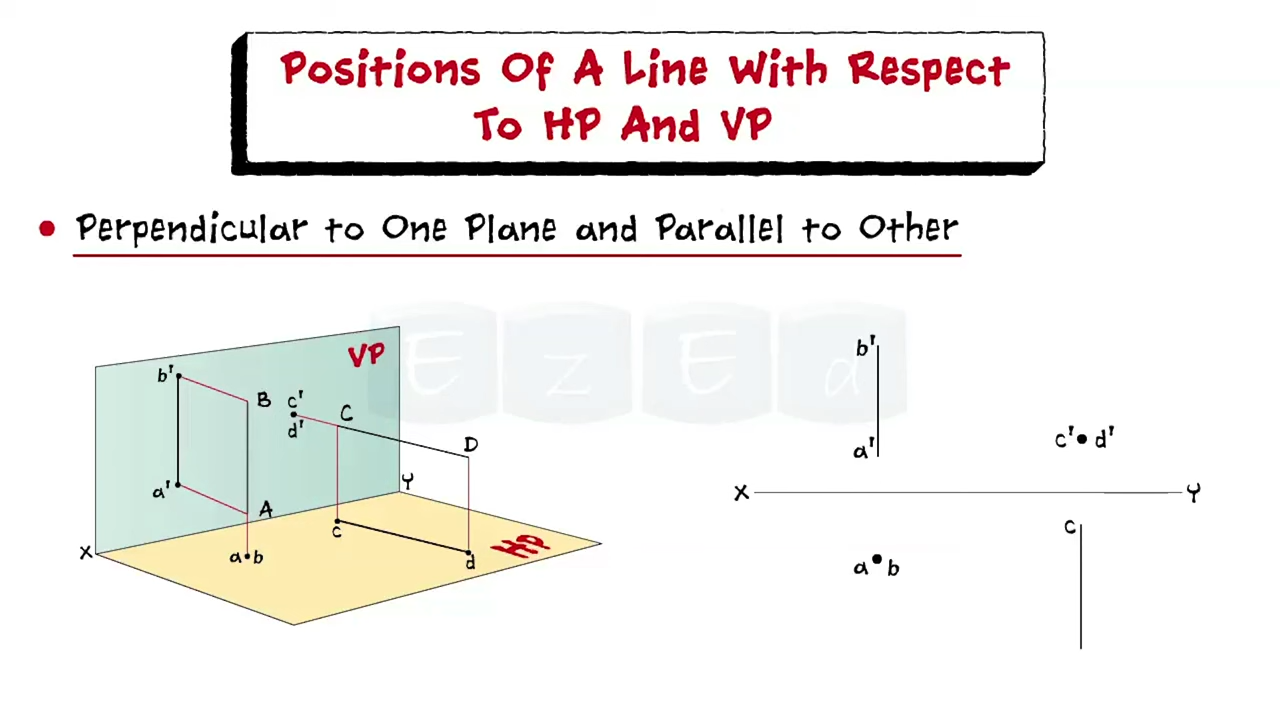 Positions Of A Line With Respect
To HP And VP
• Perpendicular to One Plane and Parallel to Other
EzEd
VP
b'
B
c'
d'
C
D
a'
A
Y
X
a b
c
d
HP
b'
a'
c' d'
X Y
c
a b